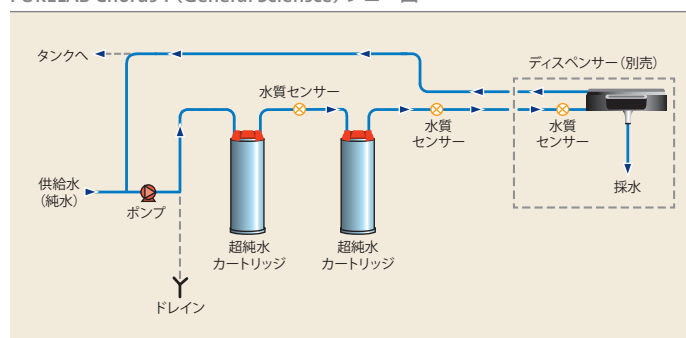 タンクへ
ディスペンサー（別売）
水質センサー
水質
センサー
水質
センサー
供給水
（純水）
ポンプ
採水
超純水
カートリッジ
超純水
カートリッジ
ドレイン